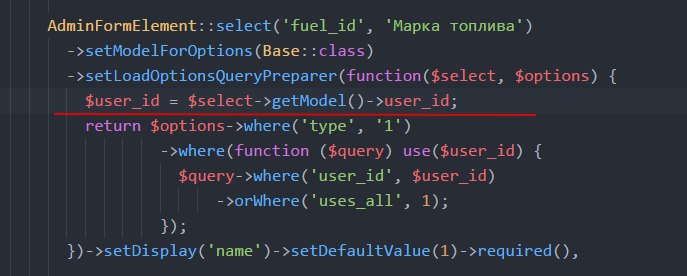 AdminFormElement::select('fuel_id', 'Марка топлива')
->setModelForOptions(Base::class)
->setLoadOptionsQueryPreparer(function($select, $options) {
$user_id = $select->getModel()->user_id;
return $options->where('type', '1')
->where(function ($query) use($user_id) {
$query->where('user_id', $user_id)
->orWhere('uses_all', 1);
});
})->setDisplay('name')->setDefaultValue(1)->required(),